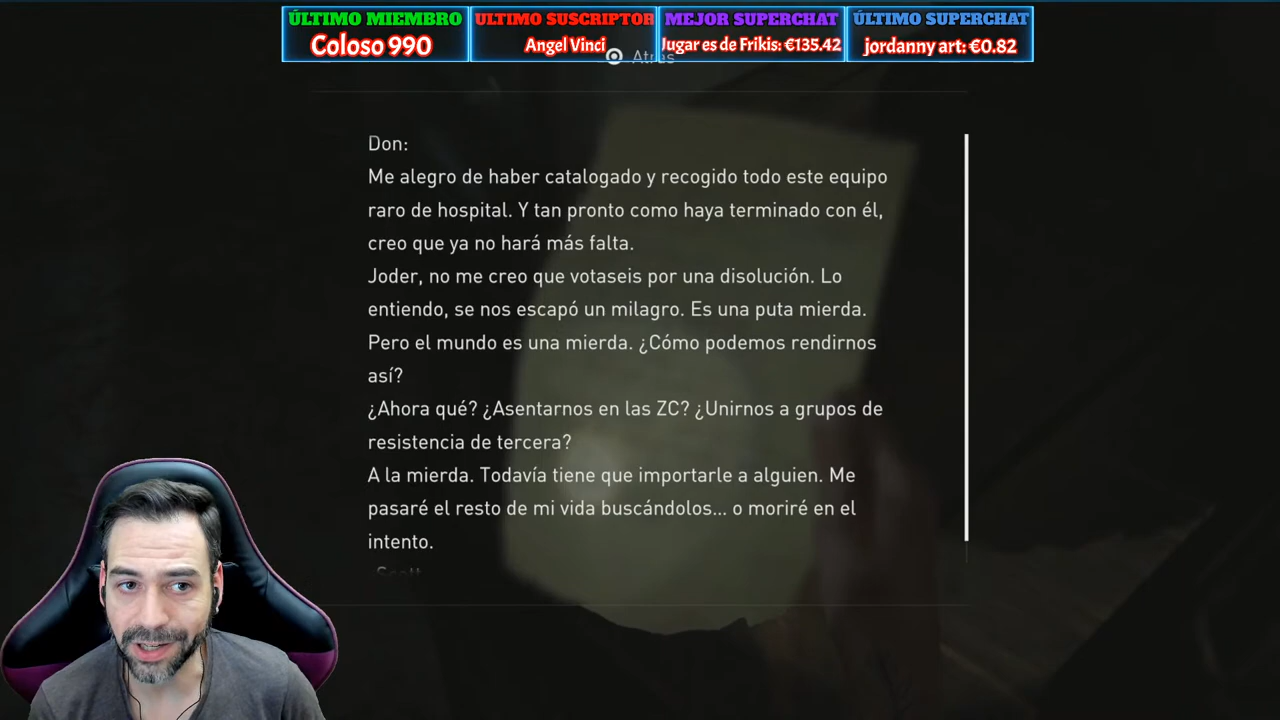 ÚLTIMO MIEMBRO
Coloso 990
ULTIMO SUSCRIPTOR
Angel Vinci
MEJOR SUPERCHAT
Jugar es de Frikis: €135.42
ÚLTIMO SUPERCHAT
jordanny art: €0.82
Atrás
Don:
Me alegro de haber catalogado y recogido todo este equipo
raro de hospital. Y tan pronto como haya terminado con él,
creo que ya no hará más falta.
Joder, no me creo que votaseis por una disolución. Lo
entiendo, se nos escapó un milagro. Es una puta mierda.
Pero el mundo es una mierda. ¿Cómo podemos rendirnos
así?
¿Ahora qué? ¿Asentarnos en las ZC? ¿Unirnos a grupos de
resistencia de tercera?
A la mierda. Todavía tiene que importarle a alguien. Me
pasaré el resto de mi vida buscándolos... o moriré en el
intento.
-Scott